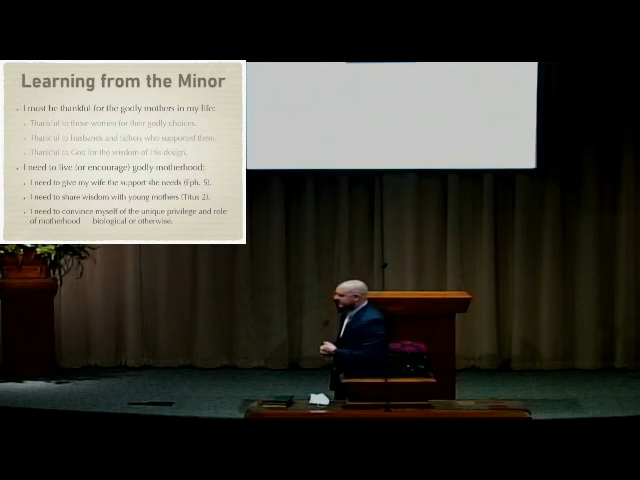 Learning from the Minor
I must be thankful for the godly mothers in my life:
Thankful to those women for their godly choices.
Thankful to husbands and fathers who supported them.
Thankful to God for the wisdom of His design.
I need to live (or encourage) godly motherhood:
I need to give my wife the support she needs (Eph. 5).
I need to share wisdom with young mothers (Titus 2).
I need to convince myself of the unique privilege and role
of motherhood — biological or otherwise.